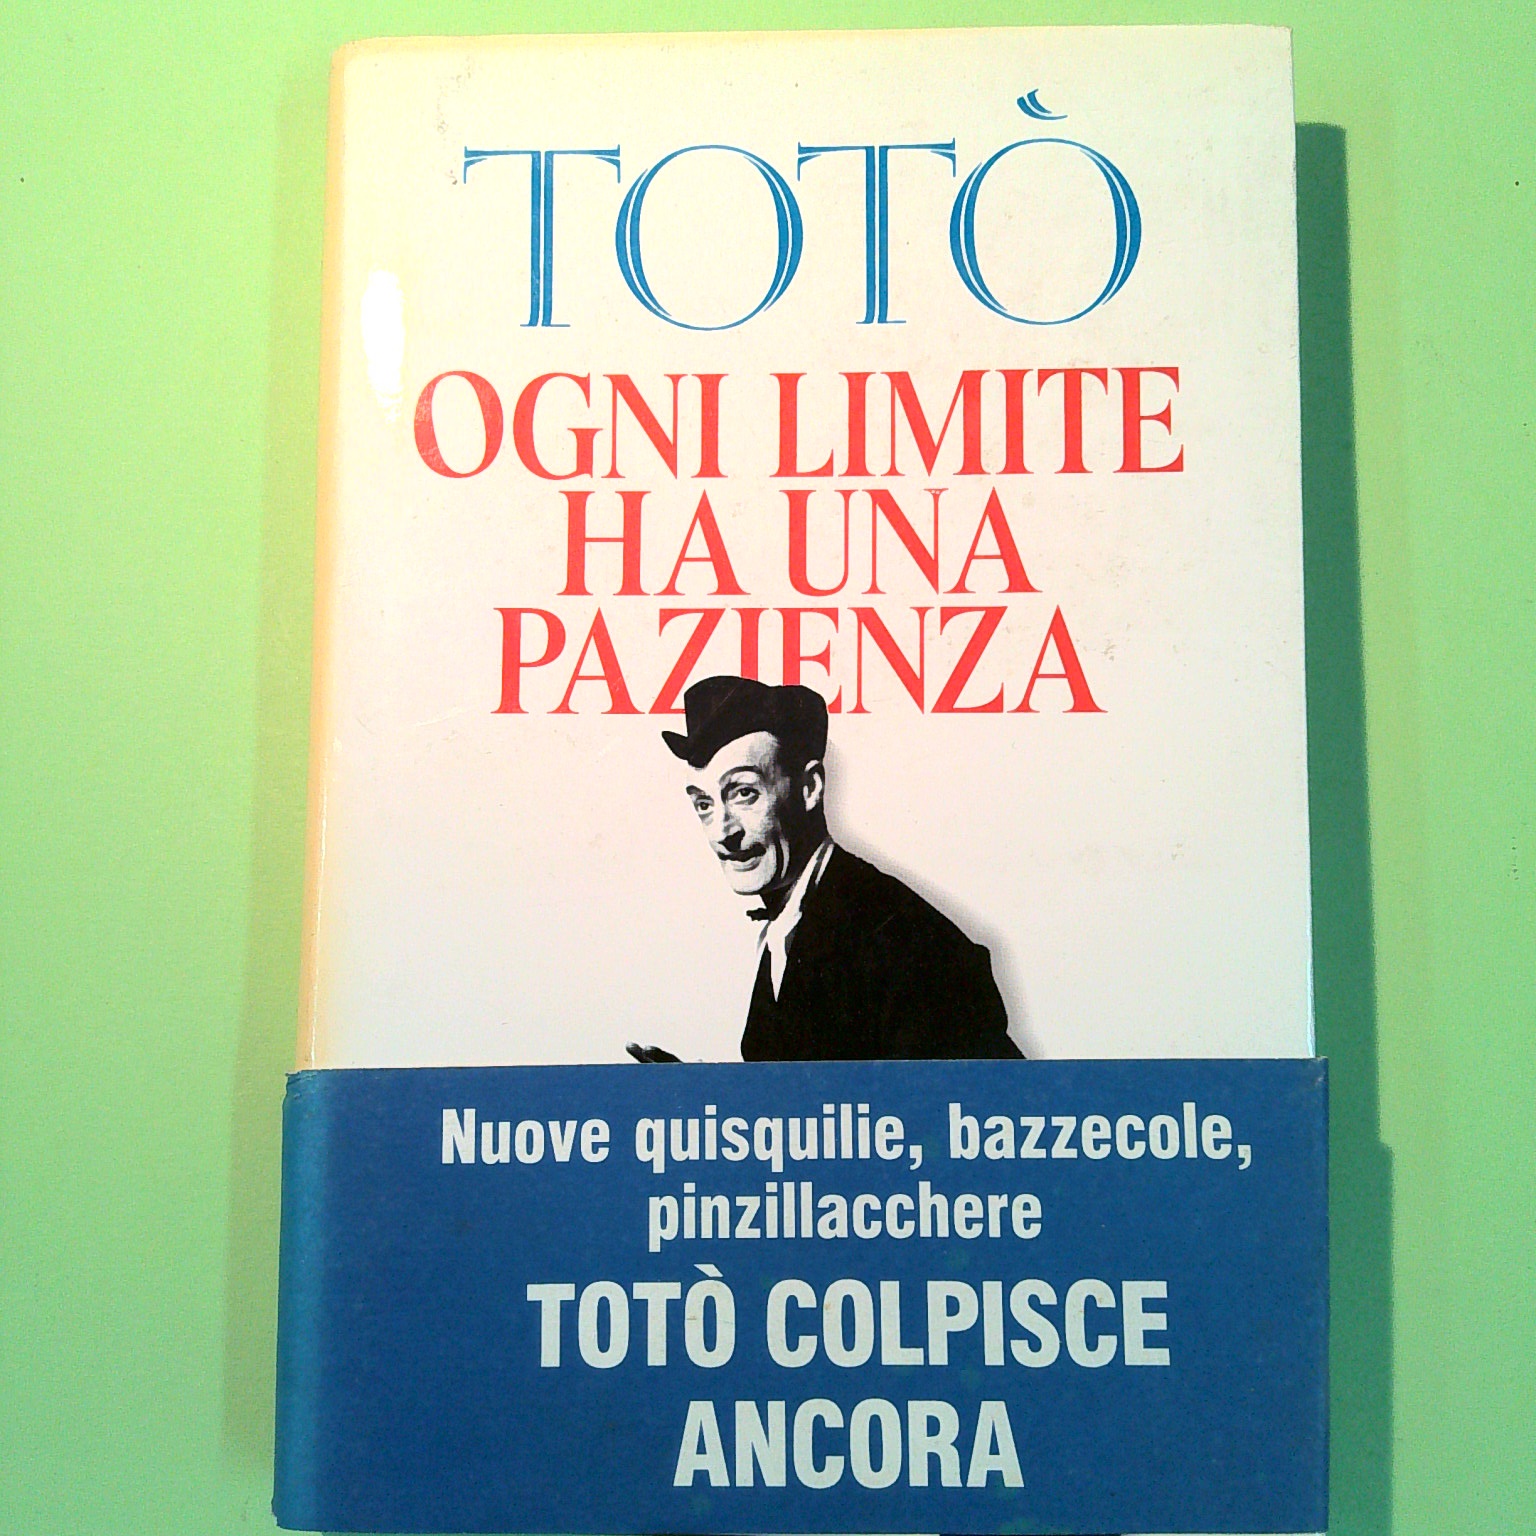 TOTÒ
OGNI LIMITE
HA UNA
PAZIENZA
Nuove quisquilie, bazzecole,
pinzillacchere
TOTÒ COLPISCE
ANCORA